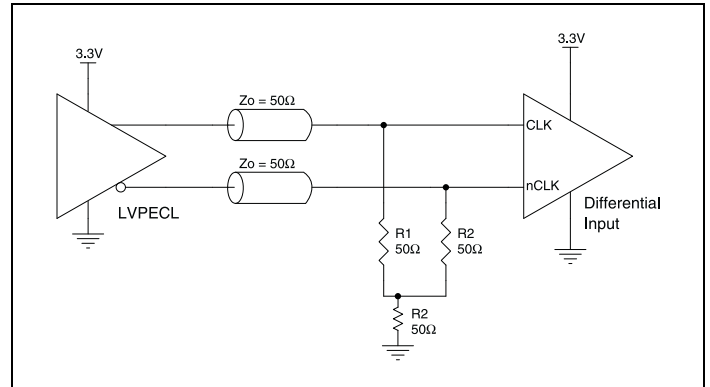 3.3V
3.3V
Zo = 50Ω
CLK
Zo = 50Ω
nCLK
LVPECL
Differential
Input
R1
50Ω
R2
50Ω
R2
50Ω